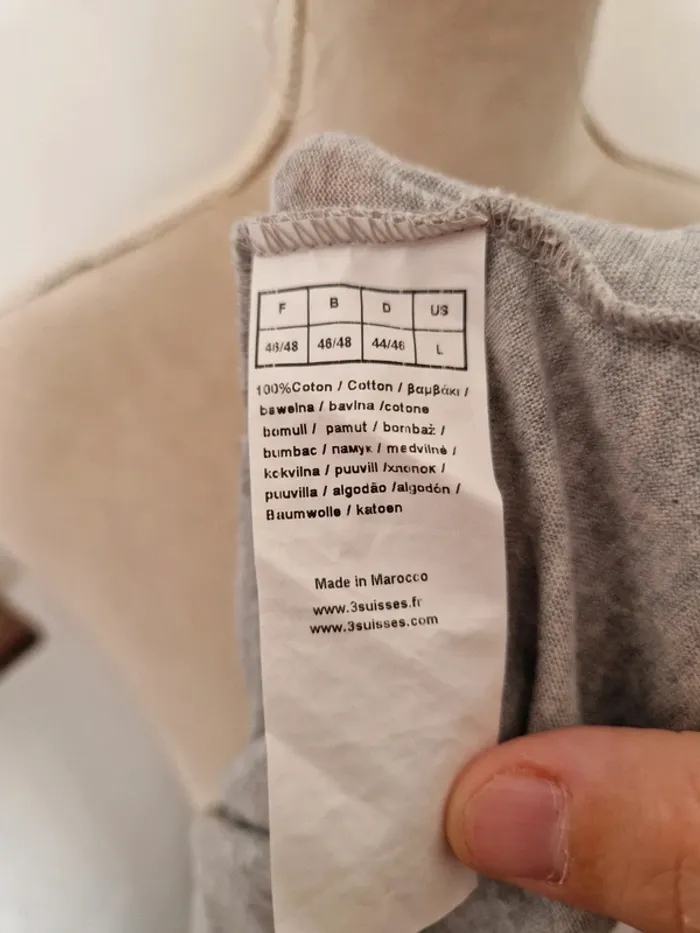 F B D US
46/48 46/48 44/46 L
100%Coton / Cotton / βαμβάκι /
bawełna / bavlna /cotone
bomull / pamut / bombaž /
bumbac / памук / medvilnė /
kokvilna / puuvill /хлопок /
puuvilla / algodão /algodón /
Baumwolle / katoen
Made in Marocco
www.3suisses.fr
www.3suisses.com